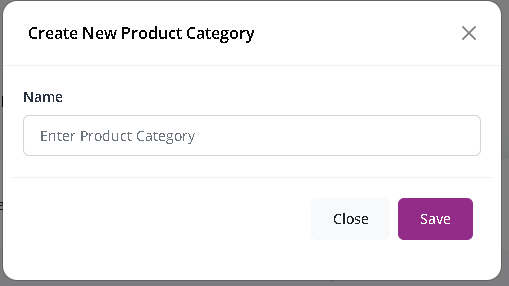 Create New Product Category
Name
Enter Product Category
Close Save